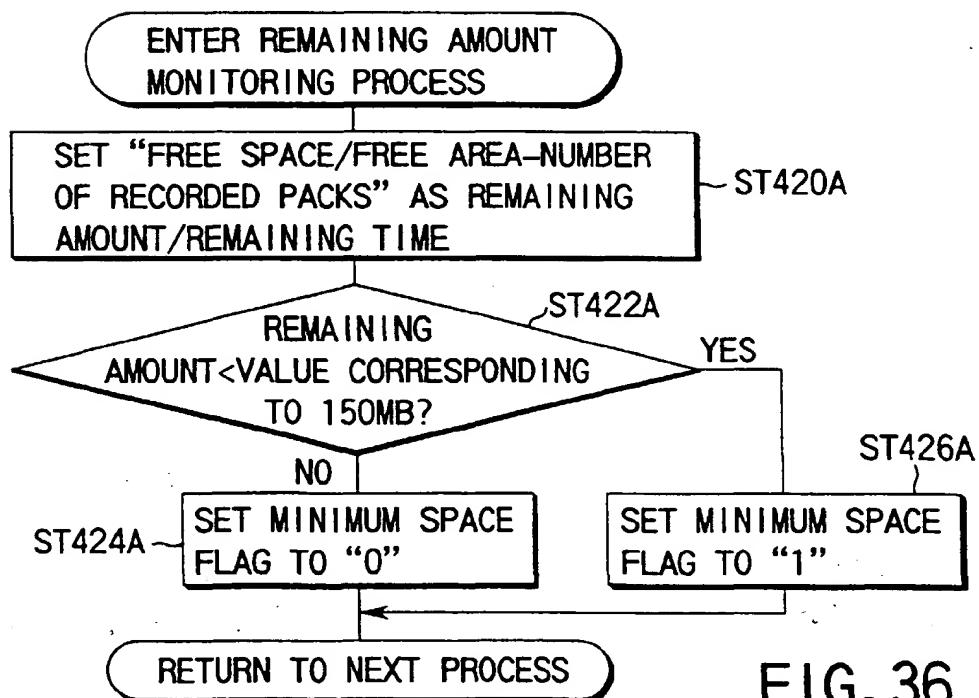 ENTER REMAINING AMOUNT
MONITORING PROCESS
SET “FREE SPACE/FREE AREA–NUMBER
OF RECORDED PACKS” AS REMAINING
AMOUNT/REMAINING TIME
ST420A
ST422A
REMAINING
AMOUNT<VALUE CORRESPONDING
TO 150MB?
YES
NO
ST426A
ST424A
SET MINIMUM SPACE
FLAG TO “0”
SET MINIMUM SPACE
FLAG TO “1”
RETURN TO NEXT PROCESS
FIG. 36